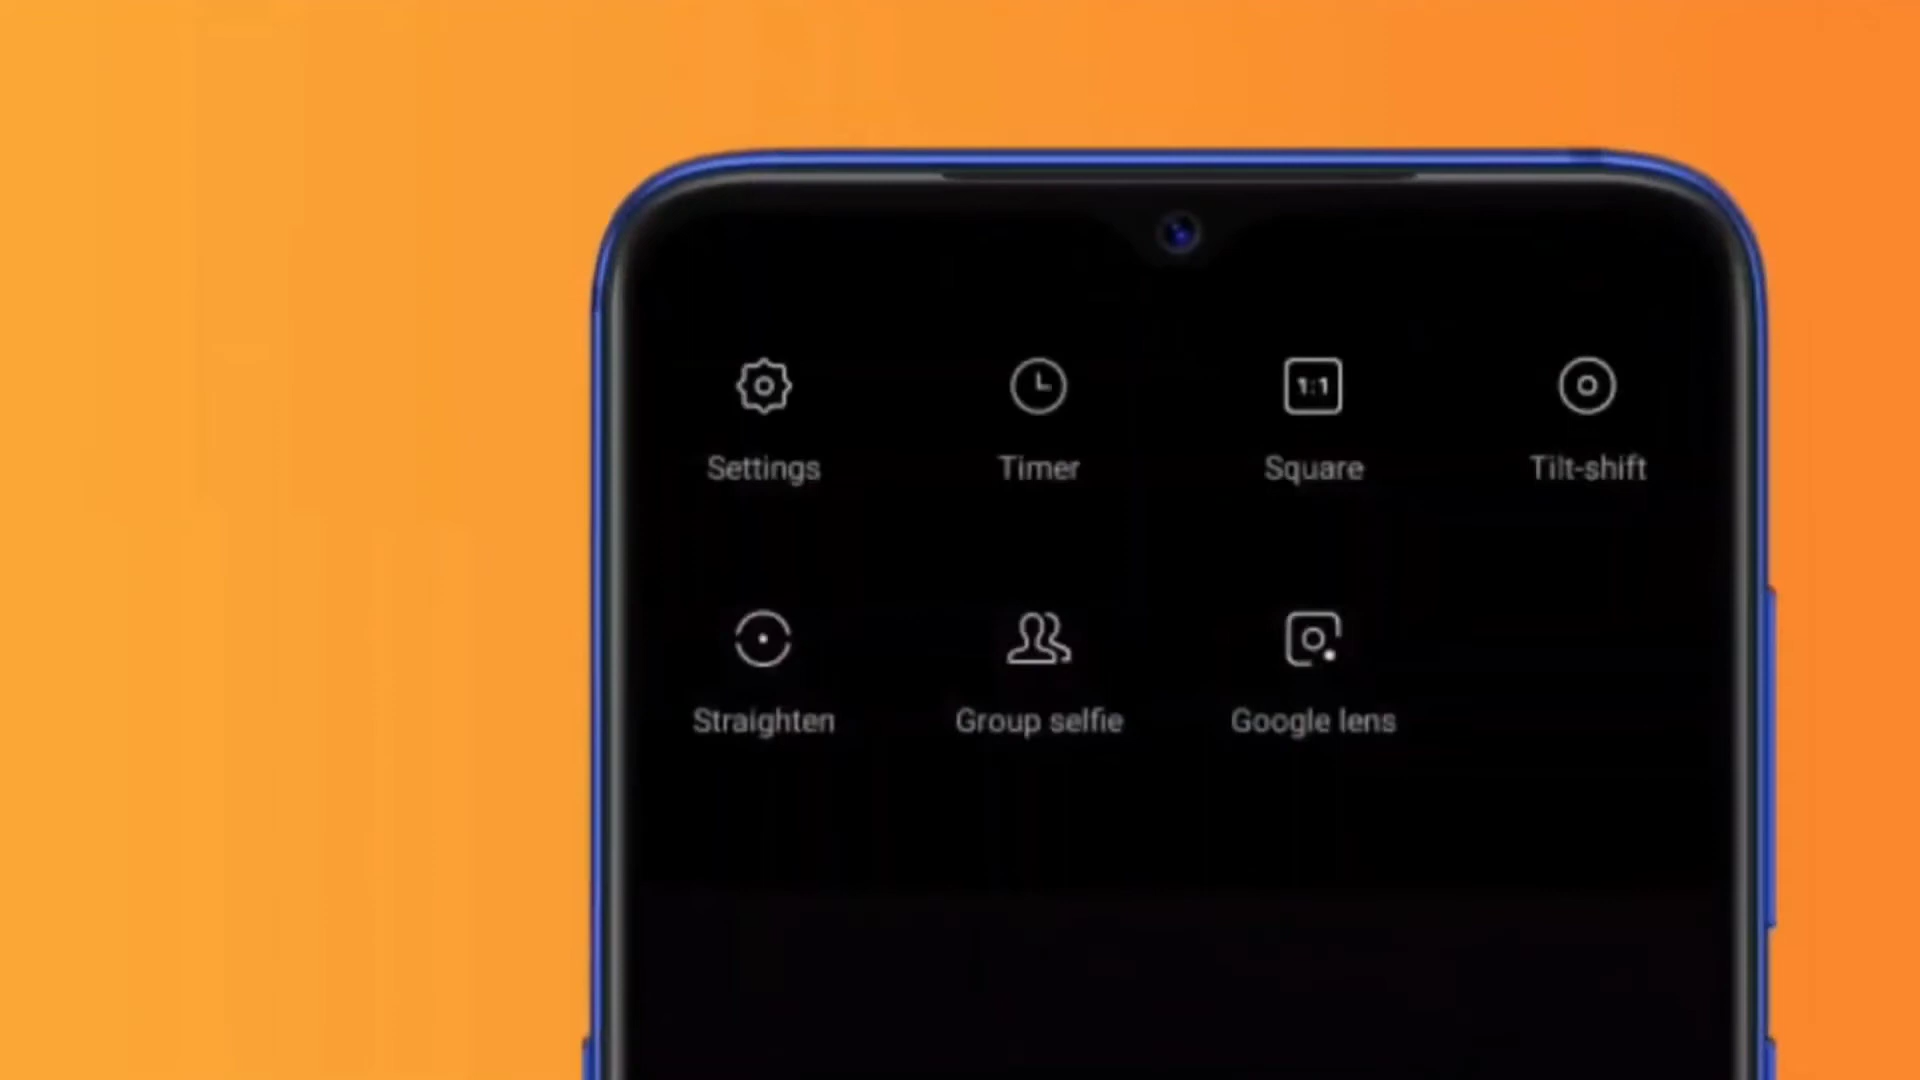 Settings
Timer
1:1
Square
Tilt-shift
Straighten
Group selfie
Google lens